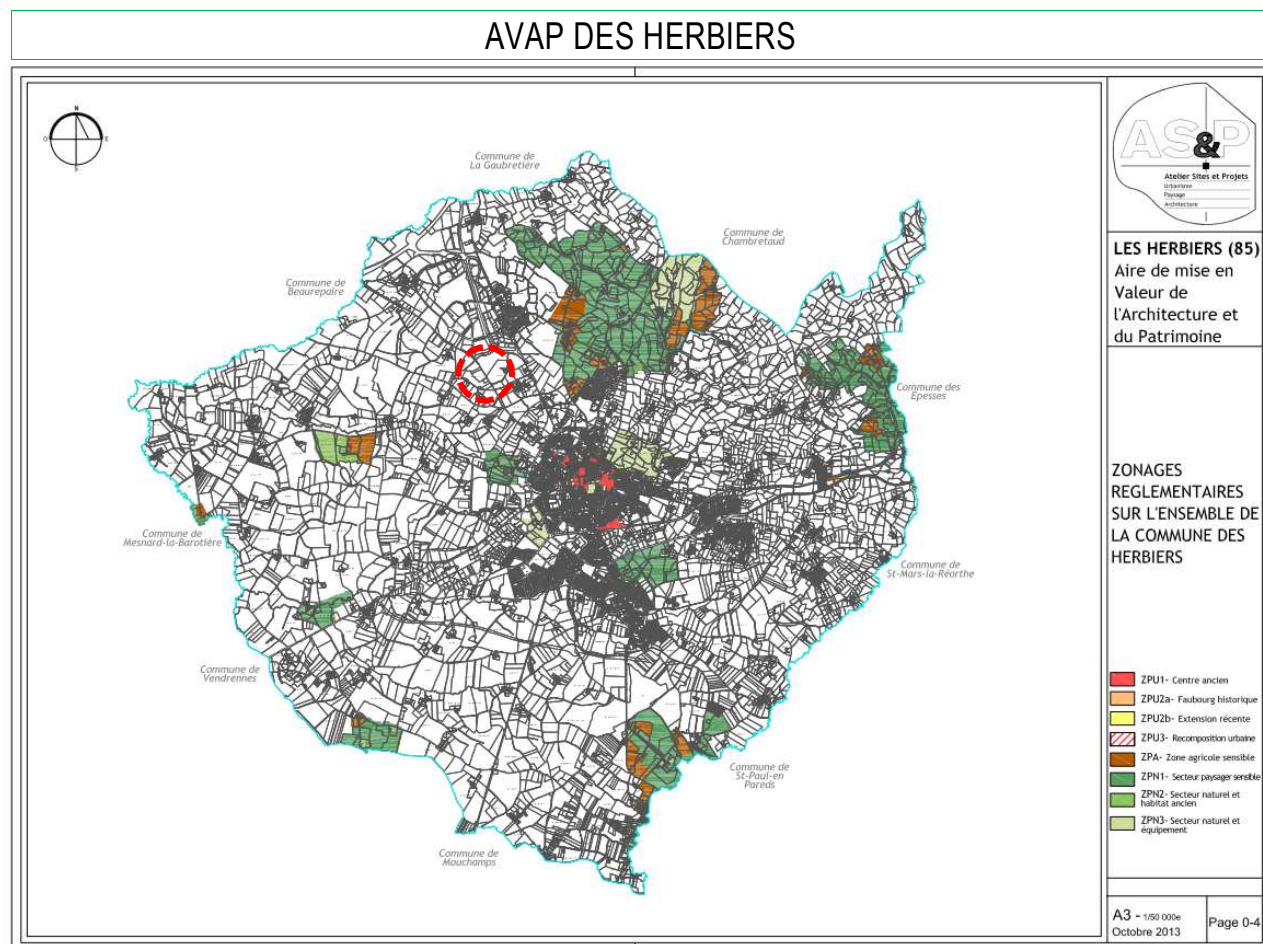 AVAP DES HERBIERS
N
O
E
S
Commune de
La Gaubretière
Commune de
Chambretaud
Commune de
Beaurepaire
Commune des
Epesses
Commune de
Mesnard-la-Barotière
Commune de
St-Mars-la-Réorthe
Commune de
Vendrennes
Commune de
St-Paul-en
Pareds
Commune de
Mouchamps
AS&P
Atelier Sites et Projets
Urbanisme
Paysage
Architecture
LES HERBIERS (85)
Aire de mise en
Valeur de
l'Architecture et
du Patrimoine
ZONAGES
REGLEMENTAIRES
SUR L'ENSEMBLE DE
LA COMMUNE DES
HERBIERS
ZPU1- Centre ancien
ZPU2a- Faubourg historique
ZPU2b- Extension récente
ZPU3- Recomposition urbaine
ZPA- Zone agricole sensible
ZPN1- Secteur paysager sensible
ZPN2- Secteur naturel et
habitat ancien
ZPN3- Secteur naturel et
équipement
A3 - 1/50 000e
Octobre 2013
Page 0-4